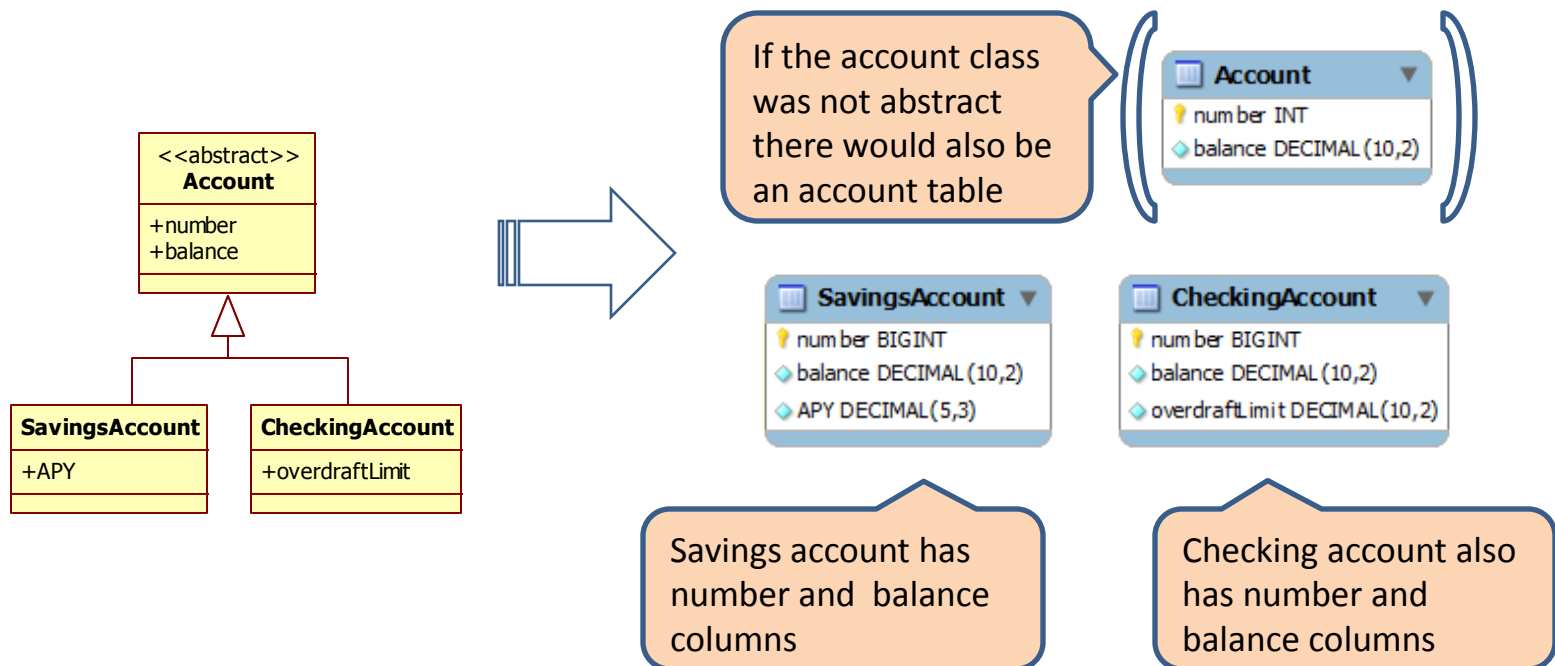 <<abstract>>
Account
+number
+balance
SavingsAccount
+APY
CheckingAccount
+overdraftLimit
If the account class
was not abstract
there would also be
an account table
Account
number INT
balance DECIMAL(10,2)
SavingsAccount
number BIGINT
balance DECIMAL(10,2)
APY DECIMAL(5,3)
CheckingAccount
number BIGINT
balance DECIMAL(10,2)
overdraftLimit DECIMAL(10,2)
Savings account has
number and balance
columns
Checking account also
has number and
balance columns